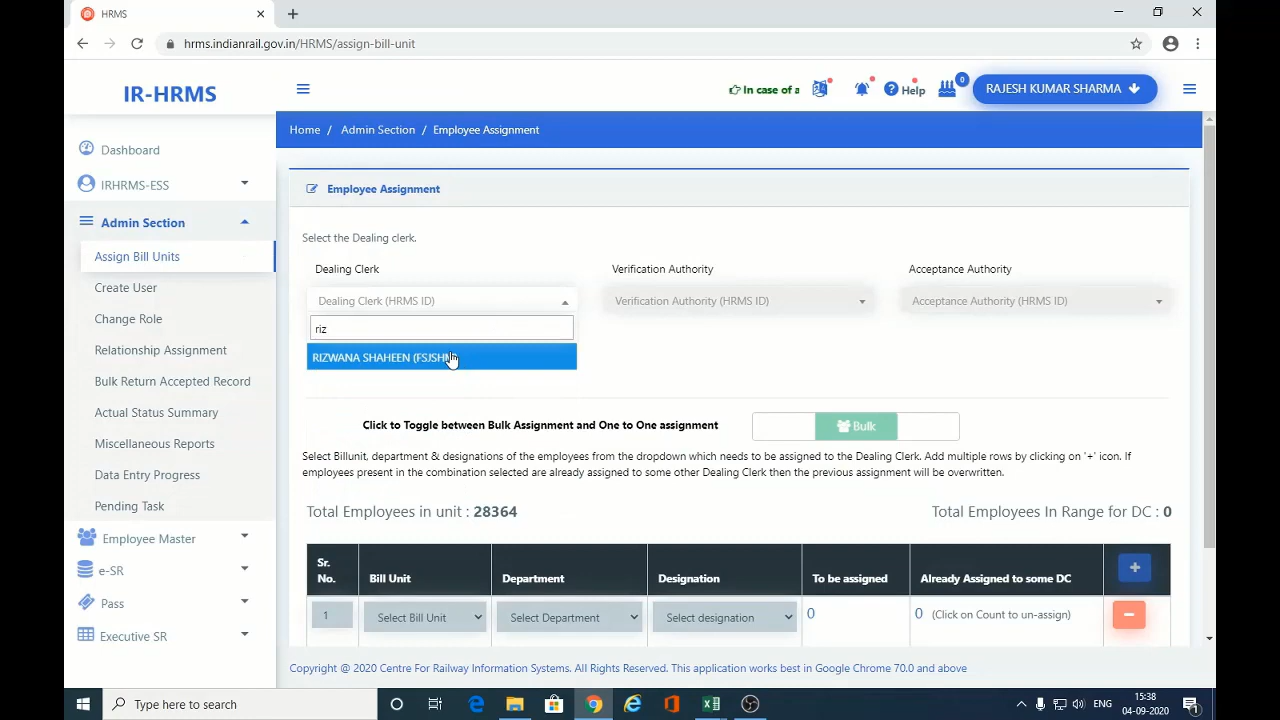 HRMS
hrms.indianrail.gov.in/HRMS/assign-bill-unit
IR-HRMS
In case of a
Help
0
RAJESH KUMAR SHARMA
Home / Admin Section / Employee Assignment
Dashboard
IRHRMS-ESS
Admin Section
Assign Bill Units
Create User
Change Role
Relationship Assignment
Bulk Return Accepted Record
Actual Status Summary
Miscellaneous Reports
Data Entry Progress
Pending Task
Employee Master
e-SR
Pass
Executive SR
Employee Assignment
Select the Dealing clerk.
Dealing Clerk Verification Authority Acceptance Authority
Dealing Clerk (HRMS ID) Verification Authority (HRMS ID) Acceptance Authority (HRMS ID)
riz
RIZWANA SHAHEEN
Click to Toggle between Bulk Assignment and One to One assignment Bulk
Select Billunit, department & designations of the employees from the dropdown which needs to be assigned to the Dealing Clerk. Add multiple rows by clicking on '+' icon. If
employees present in the combination selected are already assigned to some other Dealing Clerk then the previous assignment will be overwritten.
Total Employees in unit : 28364 Total Employees In Range for DC : 0
Sr. No. Bill Unit Department Designation To be assigned Already Assigned to some DC +
1 Select Bill Unit Select Department Select designation 0 0 (Click on Count to un-assign) −
Copyright @ 2020 Centre For Railway Information Systems. All Rights Reserved. This application works best in Google Chrome 70.0 and above
Type here to search
ENG
15:38
04-09-2020
1